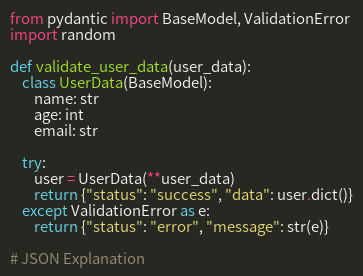 from pydantic import BaseModel, ValidationError
import random
def validate_user_data(user_data):
    class UserData(BaseModel):
        name: str
        age: int
        email: str
    try:
        user = UserData(**user_data)
        return {"status": "success", "data": user.dict()}
    except ValidationError as e:
        return {"status": "error", "message": str(e)}
# JSON Explanation